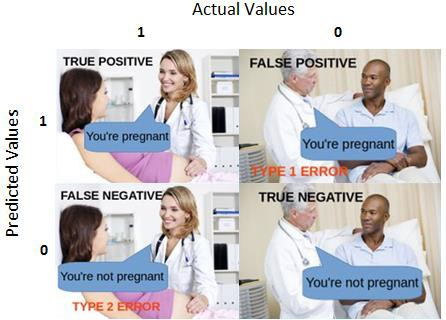 Actual Values
1 0
Predicted Values
1
TRUE POSITIVE
You're pregnant
FALSE POSITIVE
You're pregnant
TYPE 1 ERROR
0
FALSE NEGATIVE
You're not pregnant
TYPE 2 ERROR
TRUE NEGATIVE
You're not pregnant